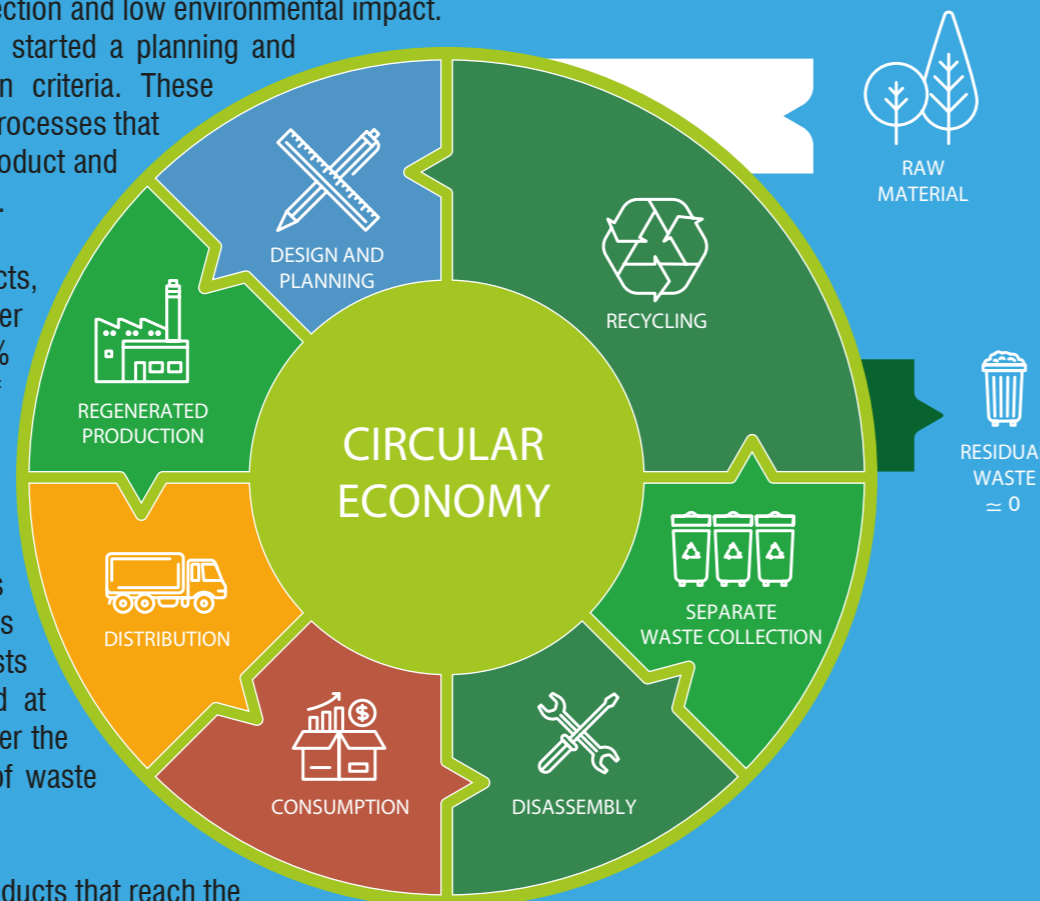 ection and low environmental impact.
started a planning and
n criteria. These
rocesses that
oduct and
.
cts,
er
%
s
s
sts
d at
er the
of waste
ducts that reach the
DESIGN AND
PLANNING
RECYCLING
RAW
MATERIAL
REGENERATED
PRODUCTION
CIRCULAR
ECONOMY
RESIDUA
WASTE
≃ 0
DISTRIBUTION
SEPARATE
WASTE COLLECTION
$
CONSUMPTION
DISASSEMBLY